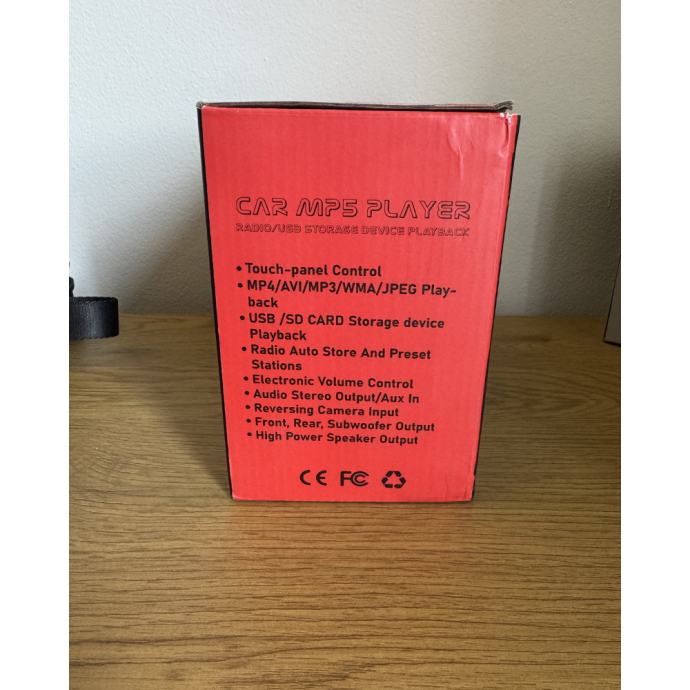 CAR MP5 PLAYER
RADIO/USB STORAGE DEVICE PLAYBACK
• Touch-panel Control
• MP4/AVI/MP3/WMA/JPEG Play-
back
• USB /SD CARD Storage device
Playback
• Radio Auto Store And Preset
Stations
• Electronic Volume Control
• Audio Stereo Output/Aux In
• Reversing Camera Input
• Front, Rear, Subwoofer Output
• High Power Speaker Output
CE FC